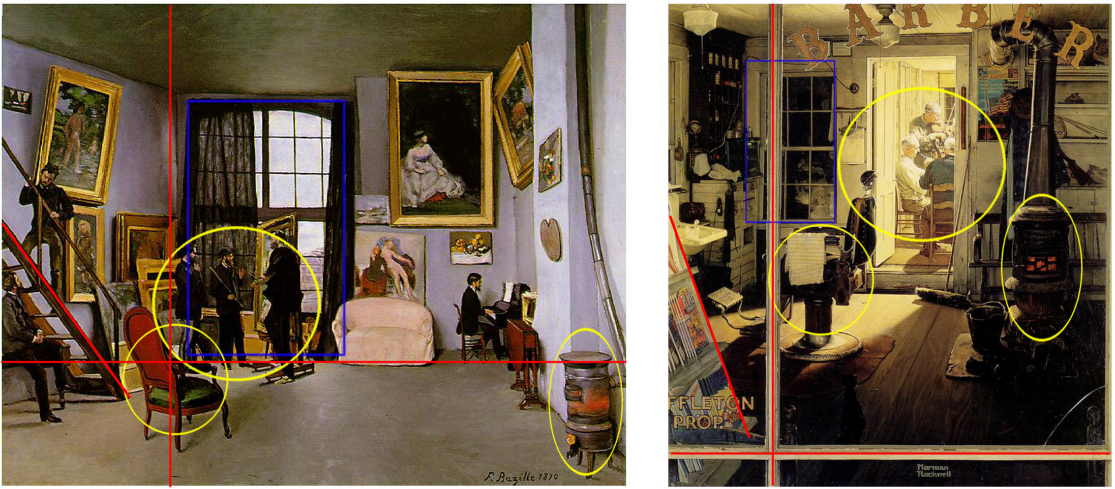 F. Bazille 1870
BARBER
FFLETON
PROP.
Norman
Rockwell